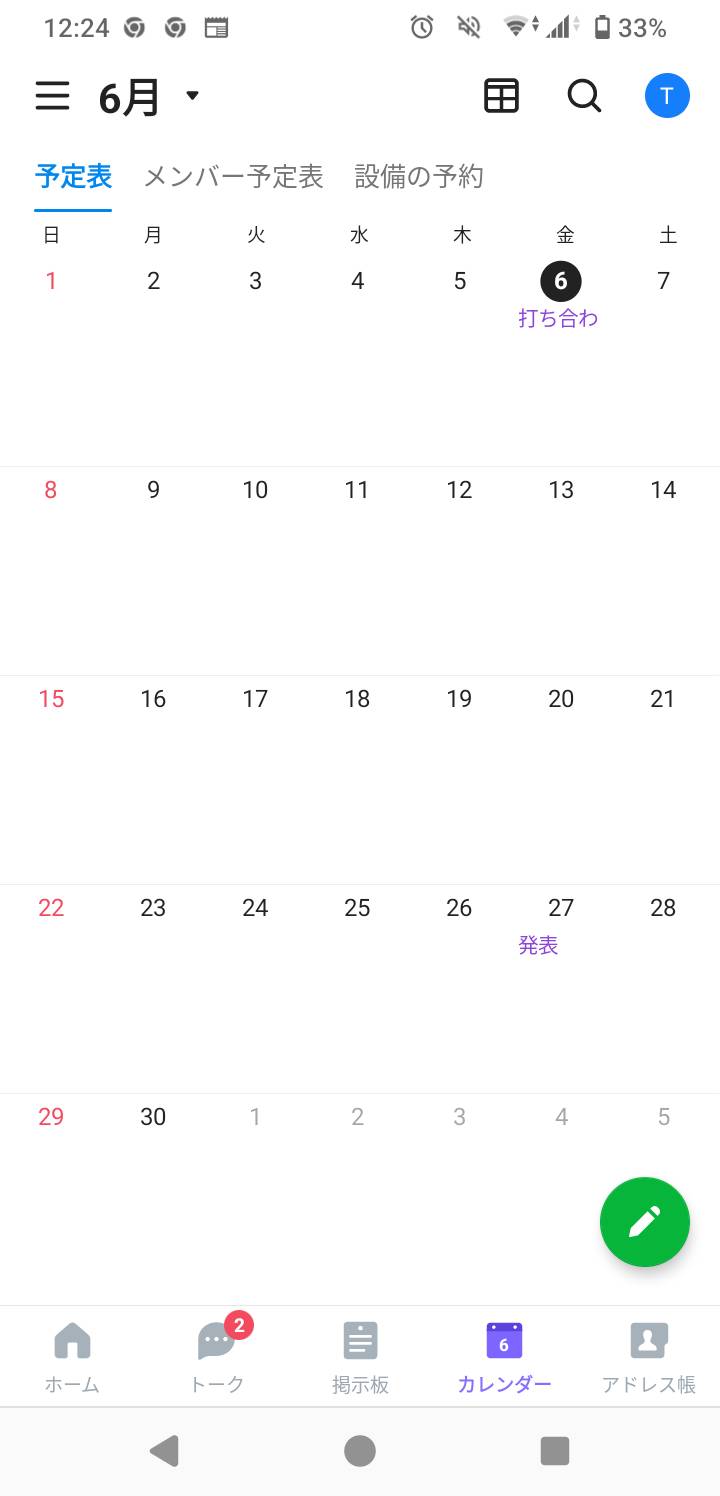 12:24 33%
6月 T
予定表 メンバー予定表 設備の予約
日 月 火 水 木 金 土
1 2 3 4 5 6 7
打ち合わ
8 9 10 11 12 13 14
15 16 17 18 19 20 21
22 23 24 25 26 27 28
発表
29 30 1 2 3 4 5
2 6
ホーム トーク 掲示板 カレンダー アドレス帳